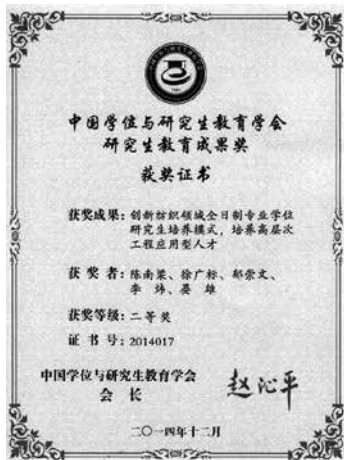 中国学位与研究生教育学会
研究生教育成果奖
获奖证书
获奖成果：创新纺织领域全日制专业学位
研究生培养模式，培养高层次
工程应用型人才
获 奖 者：陈南梁、徐广标、郁崇文、
李 炜、晏 雄
获奖等级：二等奖
证 书 号：2014017
中国学位与研究生教育学会
会 长
赵沁平
二〇一四年十二月